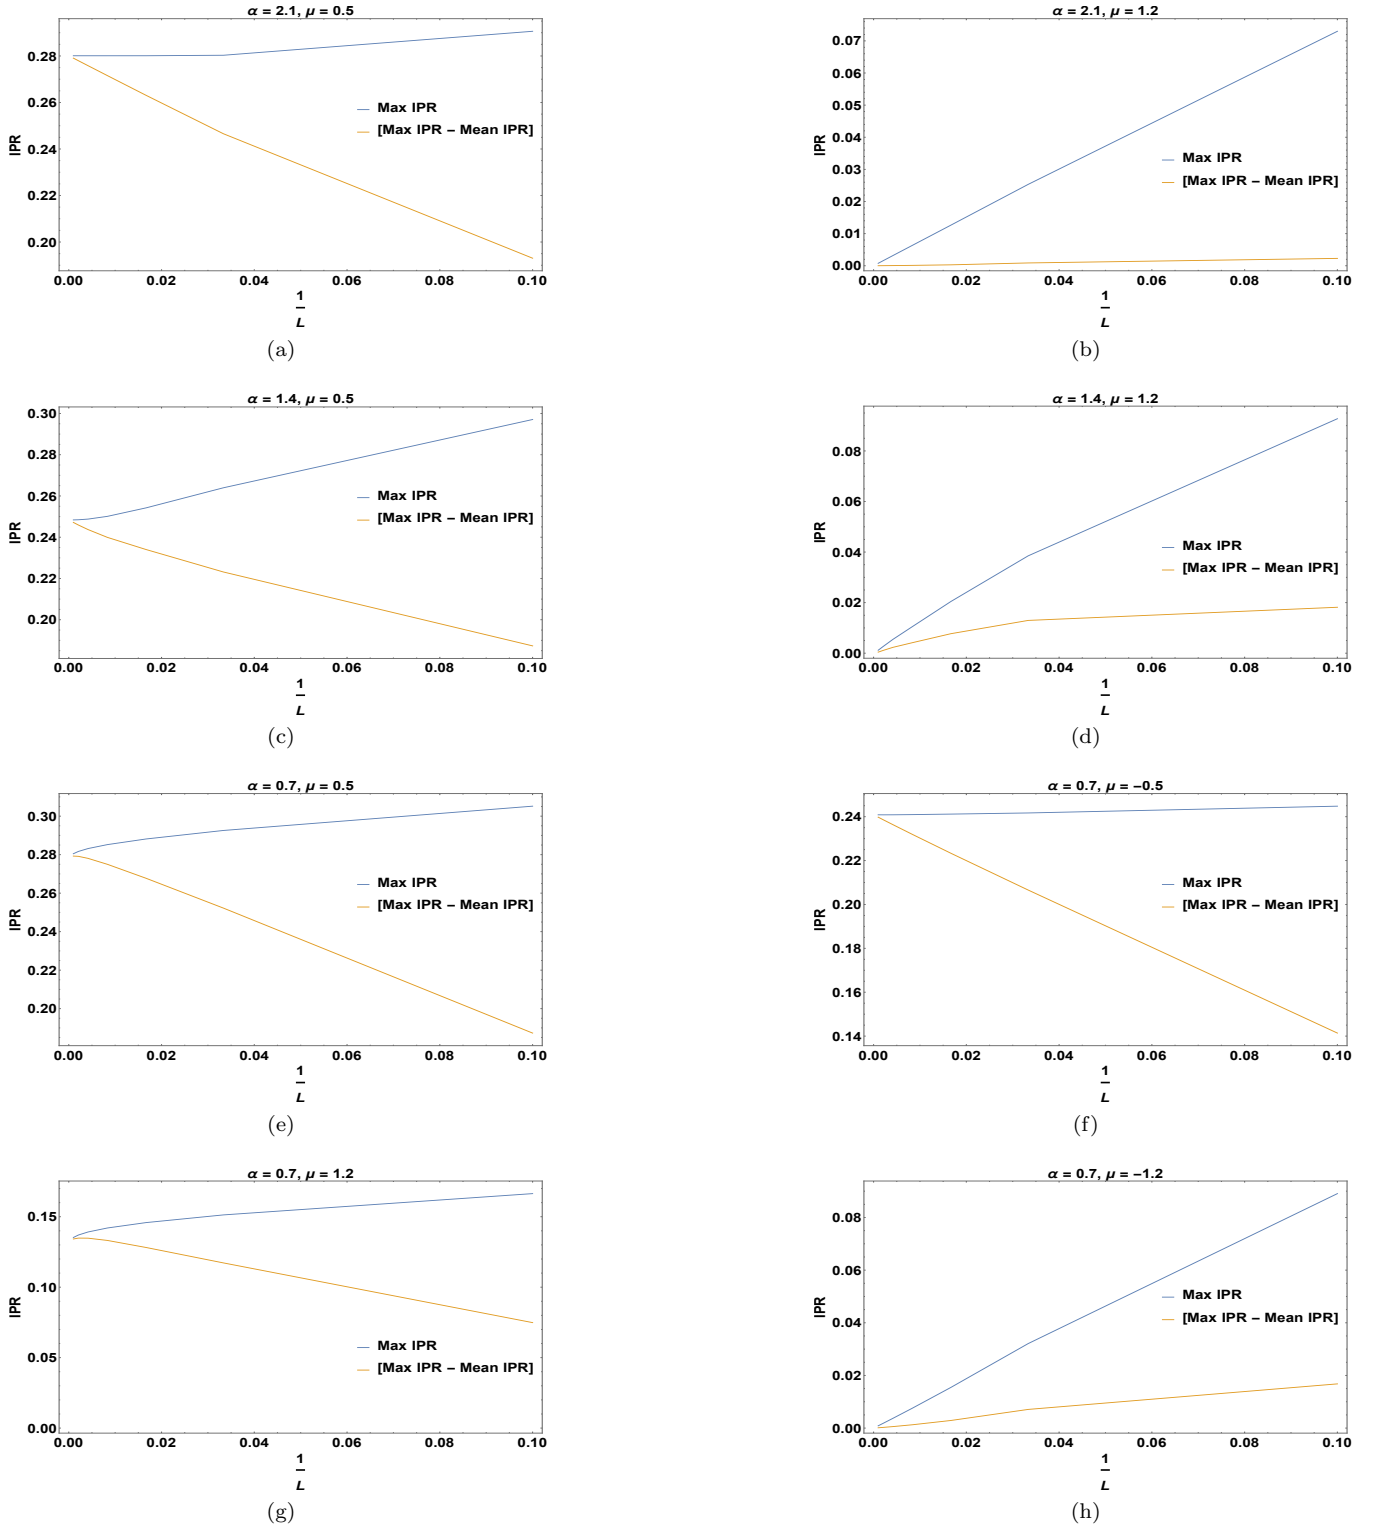 α = 2.1, μ = 0.5
0.28
0.26
0.24
0.22
0.20
IPR
Max IPR
[Max IPR − Mean IPR]
0.00 0.02 0.04 0.06 0.08 0.10
1
L
(a)
α = 2.1, μ = 1.2
0.07
0.06
0.05
0.04
0.03
0.02
0.01
0.00
IPR
Max IPR
[Max IPR − Mean IPR]
0.00 0.02 0.04 0.06 0.08 0.10
1
L
(b)
α = 1.4, μ = 0.5
0.30
0.28
0.26
0.24
0.22
0.20
IPR
Max IPR
[Max IPR − Mean IPR]
0.00 0.02 0.04 0.06 0.08 0.10
1
L
(c)
α = 1.4, μ = 1.2
0.08
0.06
0.04
0.02
0.00
IPR
Max IPR
[Max IPR − Mean IPR]
0.00 0.02 0.04 0.06 0.08 0.10
1
L
(d)
α = 0.7, μ = 0.5
0.30
0.28
0.26
0.24
0.22
0.20
IPR
Max IPR
[Max IPR − Mean IPR]
0.00 0.02 0.04 0.06 0.08 0.10
1
L
(e)
α = 0.7, μ = −0.5
0.24
0.22
0.20
0.18
0.16
0.14
IPR
Max IPR
[Max IPR − Mean IPR]
0.00 0.02 0.04 0.06 0.08 0.10
1
L
(f)
α = 0.7, μ = 1.2
0.15
0.10
0.05
0.00
IPR
Max IPR
[Max IPR − Mean IPR]
0.00 0.02 0.04 0.06 0.08 0.10
1
L
(g)
α = 0.7, μ = −1.2
0.08
0.06
0.04
0.02
0.00
IPR
Max IPR
[Max IPR − Mean IPR]
0.00 0.02 0.04 0.06 0.08 0.10
1
L
(h)